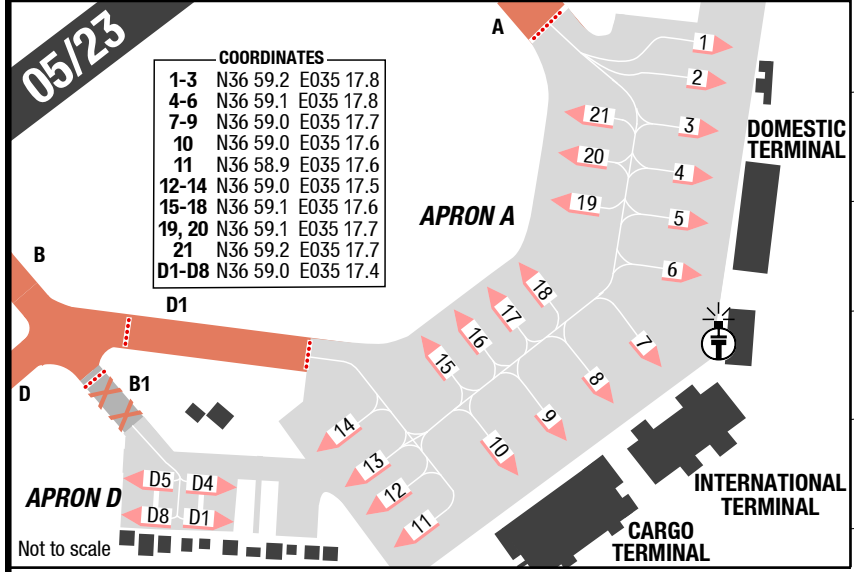 05/23
COORDINATES
1-3 N36 59.2 E035 17.8
4-6 N36 59.1 E035 17.8
7-9 N36 59.0 E035 17.7
10 N36 59.0 E035 17.6
11 N36 58.9 E035 17.6
12-14 N36 59.0 E035 17.5
15-18 N36 59.1 E035 17.6
19, 20 N36 59.1 E035 17.7
21 N36 59.2 E035 17.7
D1-D8 N36 59.0 E035 17.4
A
1
2
21
3
DOMESTIC
TERMINAL
20
4
19
5
APRON A
6
B
D1
18
17
16
15
7
8
D
B1
9
14
10
13
12
11
APRON D
D5 D4
D8 D1
INTERNATIONAL
TERMINAL
CARGO
TERMINAL
Not to scale